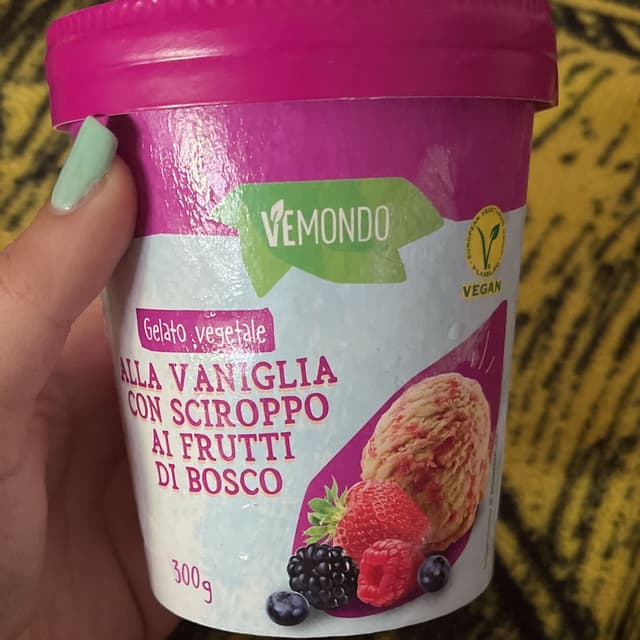 VEMONDO
VEGAN
Gelato vegetale
ALLA VANIGLIA
CON SCIROPPO
AI FRUTTI
DI BOSCO
300g